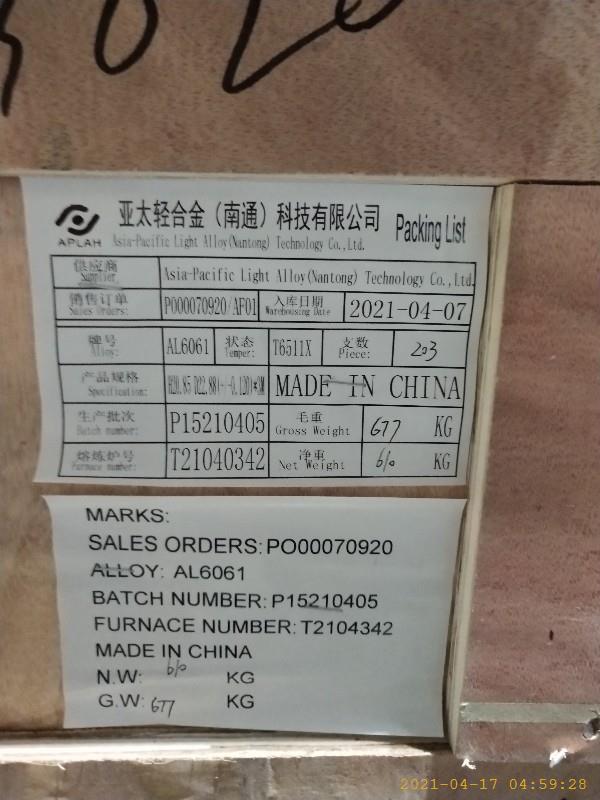 亚太轻合金（南通）科技有限公司 Packing List
APLAH Asia-Pacific Light Alloy(Nantong) Technology Co.,Ltd.
供应商 Supplier Asia-Pacific Light Alloy(Nantong) Technology Co.,Ltd.
销售订单 Sales Orders: PO00070920/AF01 入库日期 Warehousing Date 2021-04-07
牌号 Alloy: AL6061 状态 Temper: T6511X 支数 Piece: 203
产品规格 Specification: MADE IN CHINA
生产批次 Batch number: P15210405 毛重 Gross Weight 677 KG
熔炼炉号 Furnace number: T21040342 净重 Net Weight 610 KG
MARKS:
SALES ORDERS: PO00070920
ALLOY: AL6061
BATCH NUMBER: P15210405
FURNACE NUMBER: T2104342
MADE IN CHINA
N.W: 610 KG
G.W: 677 KG
2021-04-17 04:59:28